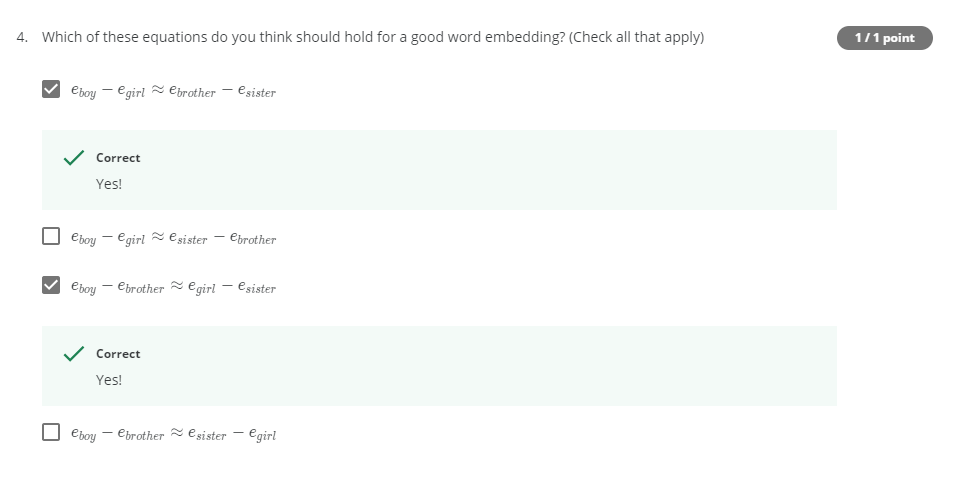 4. Which of these equations do you think should hold for a good word embedding? (Check all that apply)
1 / 1 point
e_boy − e_girl ≈ e_brother − e_sister
Correct
Yes!
e_boy − e_girl ≈ e_sister − e_brother
e_boy − e_brother ≈ e_girl − e_sister
Correct
Yes!
e_boy − e_brother ≈ e_sister − e_girl